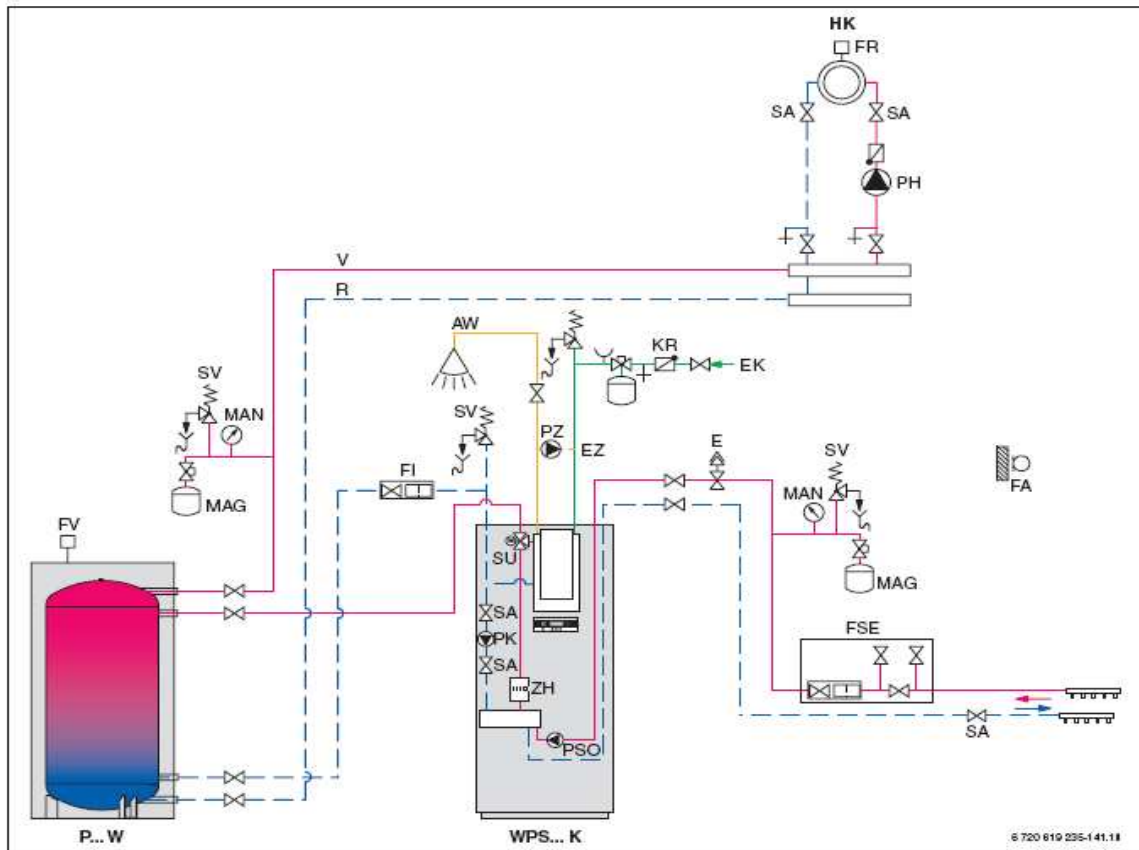 HK
FR
SA
SA
PH
V
R
AW
KR
EK
SV
MAN
SV
PZ
EZ
E
SV
FI
MAN
FA
MAG
FV
SU
MAG
SA
PK
FSE
SA
ZH
PSO
SA
P... W
WPS... K
6 720 619 235-141.1I